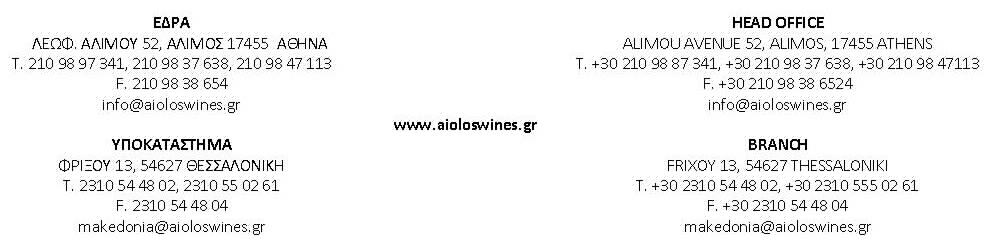 ΕΔΡΑ
ΛΕΩΦ. ΑΛΙΜΟΥ 52, ΑΛΙΜΟΣ 17455 ΑΘΗΝΑ
Τ. 210 98 97 341, 210 98 37 638, 210 98 47 113
F. 210 98 38 654
info@aioloswines.gr
ΥΠΟΚΑΤΑΣΤΗΜΑ
ΦΡΙΞΟΥ 13, 54627 ΘΕΣΣΑΛΟΝΙΚΗ
Τ. 2310 54 48 02, 2310 55 02 61
F. 2310 54 48 04
makedonia@aioloswines.gr
www.aioloswines.gr
HEAD OFFICE
ALIMOU AVENUE 52, ALIMOS, 17455 ATHENS
T. +30 210 98 87 341, +30 210 98 37 638, +30 210 98 47113
F. +30 210 98 38 6524
info@aioloswines.gr
BRANCH
FRIXOY 13, 54627 THESSALONIKI
T. +30 2310 54 48 02, +30 2310 555 02 61
F. +30 2310 54 48 04
makedonia@aioloswines.gr